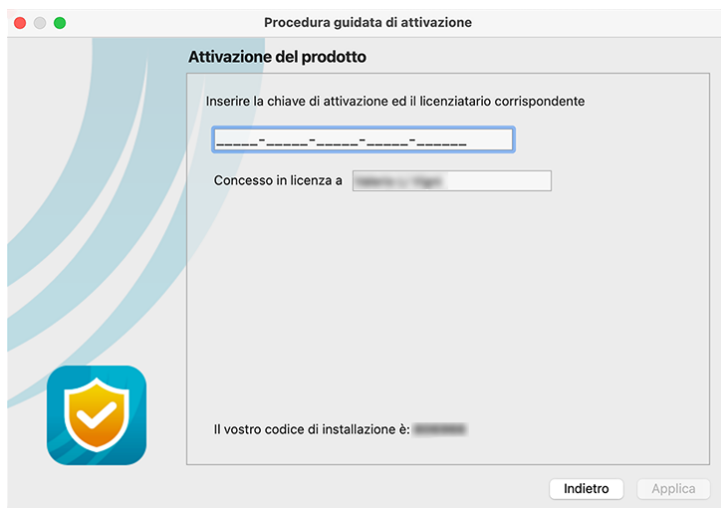 Procedura guidata di attivazione
Attivazione del prodotto
Inserire la chiave di attivazione ed il licenziatario corrispondente
_____-_____-_____-_____-______
Concesso in licenza a
Il vostro codice di installazione è:
Indietro
Applica